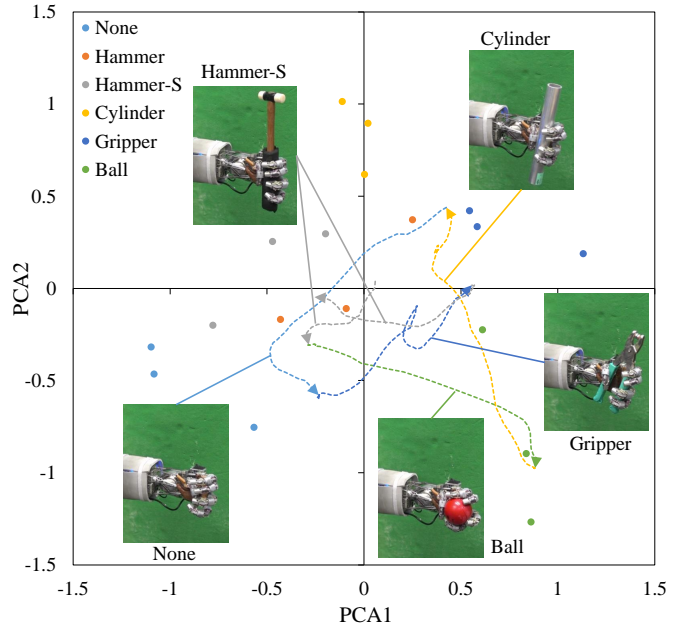 1.5
1
0.5
0
-0.5
-1
-1.5
PCA2
None
Hammer
Hammer-S
Cylinder
Gripper
Ball
Hammer-S
Cylinder
Gripper
None
Ball
-1.5
-1
-0.5
0
0.5
1
1.5
PCA1